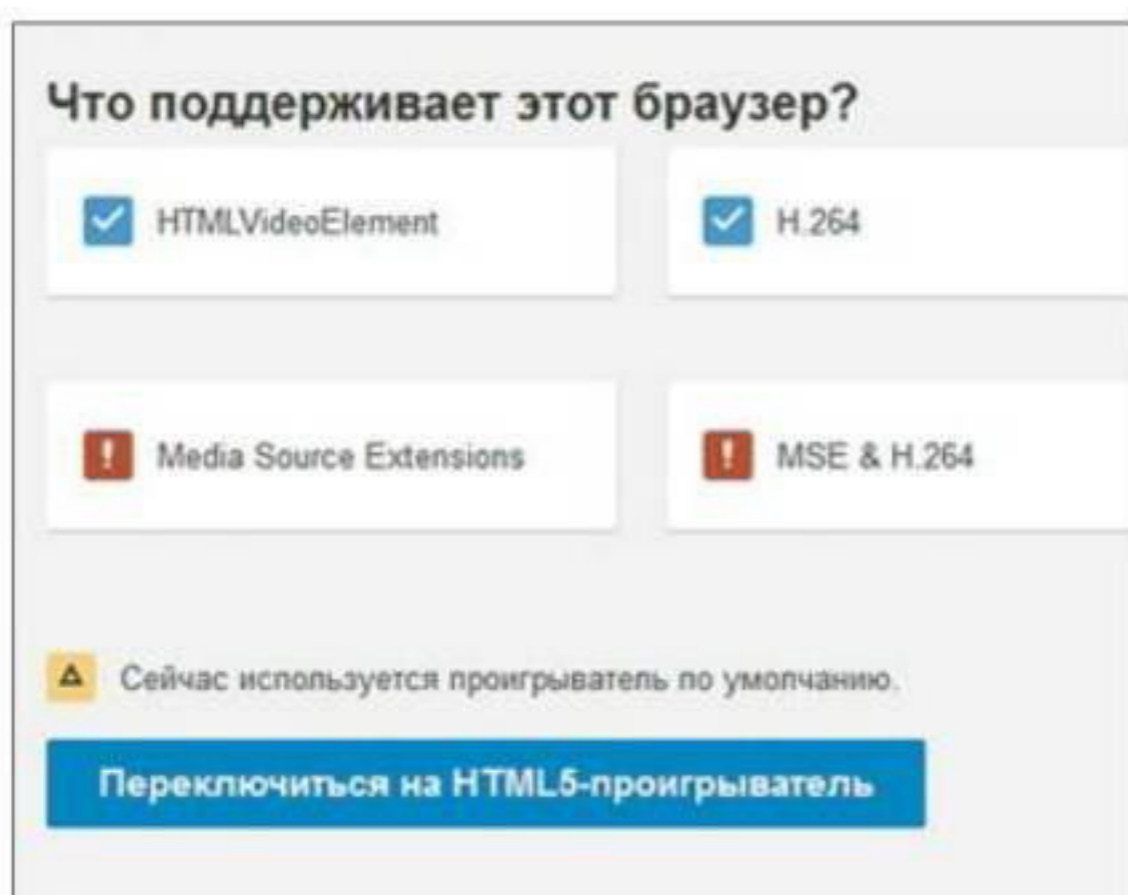 Что поддерживает этот браузер?
HTMLVideoElement
H.264
Media Source Extensions
MSE & H.264
Сейчас используется проигрыватель по умолчанию.
Переключиться на HTML5-проигрыватель